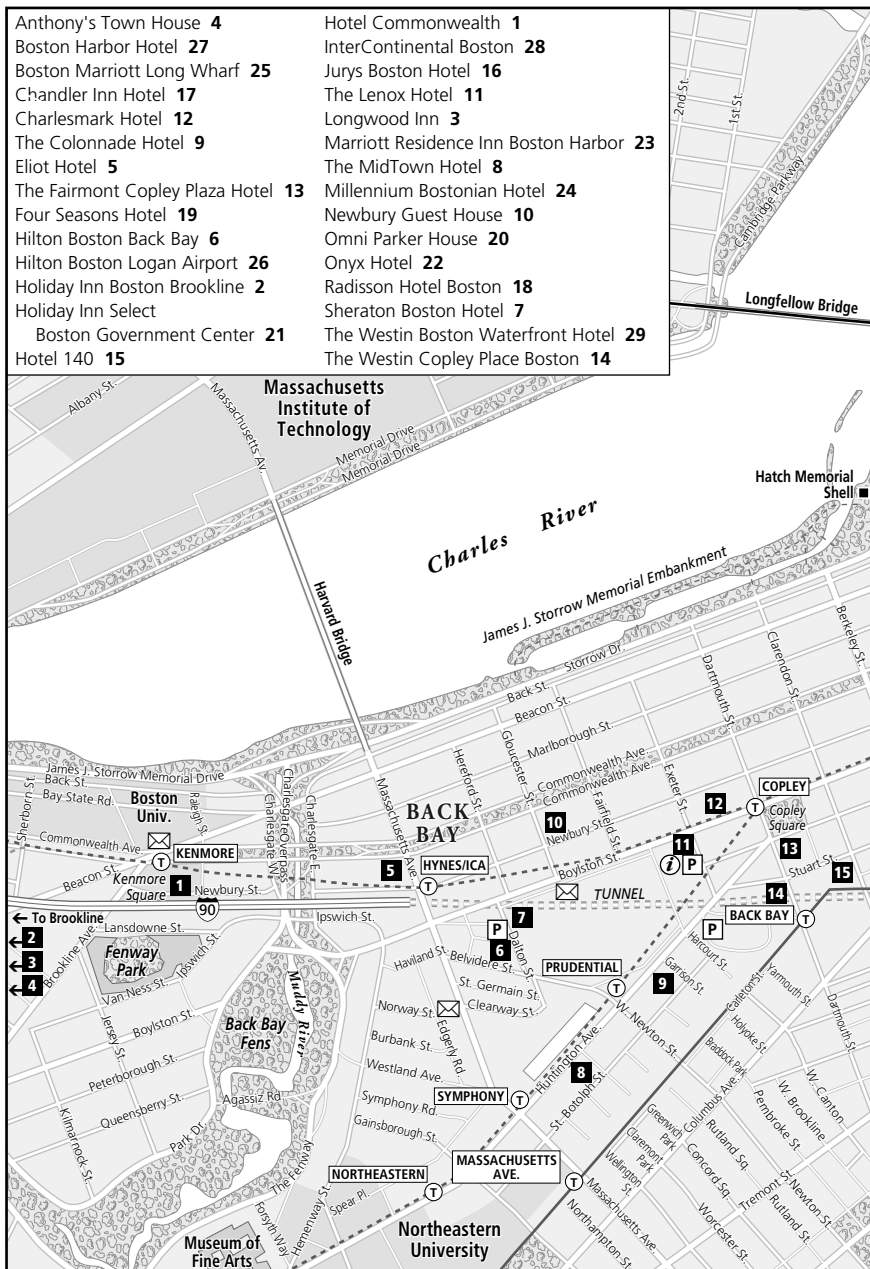 Anthony's Town House 4
Boston Harbor Hotel 27
Boston Marriott Long Wharf 25
Chandler Inn Hotel 17
Charlesmark Hotel 12
The Colonnade Hotel 9
Eliot Hotel 5
The Fairmont Copley Plaza Hotel 13
Four Seasons Hotel 19
Hilton Boston Back Bay 6
Hilton Boston Logan Airport 26
Holiday Inn Boston Brookline 2
Holiday Inn Select
Boston Government Center 21
Hotel 140 15
Hotel Commonwealth 1
InterContinental Boston 28
Jurys Boston Hotel 16
The Lenox Hotel 11
Longwood Inn 3
Marriott Residence Inn Boston Harbor 23
The MidTown Hotel 8
Millennium Bostonian Hotel 24
Newbury Guest House 10
Omni Parker House 20
Onyx Hotel 22
Radisson Hotel Boston 18
Sheraton Boston Hotel 7
The Westin Boston Waterfront Hotel 29
The Westin Copley Place Boston 14
2nd St.
1st St.
Cambridge Parkway
Longfellow Bridge
Albany St.
Massachusetts Av.
Massachusetts
Institute of
Technology
Memorial Drive
Memorial Drive
Hatch Memorial
Shell
Charles River
Harvard Bridge
James J. Storrow Memorial Embankment
Storrow Dr.
Back St.
Beacon St.
Marlborough St.
Commonwealth Ave.
Commonwealth Ave.
Dartmouth St.
Clarendon St.
Berkeley St.
Hereford St.
Gloucester St.
Fairfield St.
Exeter St.
Newbury St.
Boylston St.
James J. Storrow Memorial Drive
Back St.
Bay State Rd.
Sherborn St.
Boston
Univ.
Raleigh St.
Charlesgate W.
Charlesgate Overpass
Charlesgate E.
Massachusetts Ave.
BACK
BAY
10
12
COPLEY
T
Copley
Square
Commonwealth Ave.
KENMORE
T
Beacon St.
Kenmore
Square
1
Newbury St.
90
5
HYNES/ICA
T
11
i
P
13
Stuart St.
15
14
TUNNEL
BACK BAY
T
To Brookline
2
3
4
Brookline Ave.
Lansdowne St.
Ipswich St.
Fenway
Park
Ipswich St.
Van Ness St.
Jersey St.
Boylston St.
Peterborough St.
Queensberry St.
Kilmarnock St.
Park Dr.
Back Bay
Fens
Muddy River
Agassiz Rd.
The Fenway
7
P
6
Dalton St.
Haviland St.
Belvidere St.
St. Germain St.
Clearway St.
Norway St.
Edgerly Rd.
Burbank St.
Westland Ave.
Symphony Rd.
Gainsborough St.
PRUDENTIAL
T
P
Harcourt St.
9
Garrison St.
W. Newton St.
Huntington Ave.
8
St. Botolph St.
SYMPHONY
T
Carleton St.
Yarmouth St.
Holyoke St.
Dartmouth St.
Braddock Park
Columbus Ave.
W. Canton
W. Brookline
Pembroke St.
Rutland Sq.
Concord Sq.
Greenwich
Park
Claremont
Park
Wellington
St.
Tremont St.
W. Newton St.
Rutland St.
Worcester St.
MASSACHUSETTS
AVE.
T
Massachusetts Ave.
Northampton St.
NORTHEASTERN
T
Hemenway St.
Spear Pl.
Forsyth Way
Northeastern
University
Museum of
Fine Arts